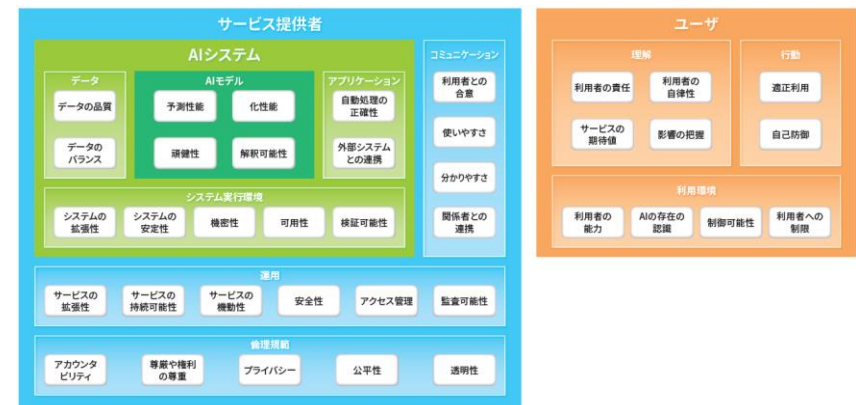 サービス提供者
AIシステム
データ
データの品質
データの
バランス
AIモデル
予測性能
化性能
頑健性
解釈可能性
アプリケーション
自動処理の
正確性
外部システム
との連携
システム実行環境
システムの
拡張性
システムの
安定性
機密性
可用性
検証可能性
コミュニケーション
利用者との
合意
使いやすさ
分かりやすさ
関係者との
連携
運用
サービスの
拡張性
サービスの
持続可能性
サービスの
機動性
安全性
アクセス管理
監査可能性
倫理規範
アカウンタ
ビリティ
尊厳や権利
の尊重
プライバシー
公平性
透明性
ユーザ
理解
利用者の責任
利用者の
自律性
サービスの
期待値
影響の把握
行動
適正利用
自己防御
利用環境
利用者の
能力
AIの存在の
認識
制御可能性
利用者への
制限